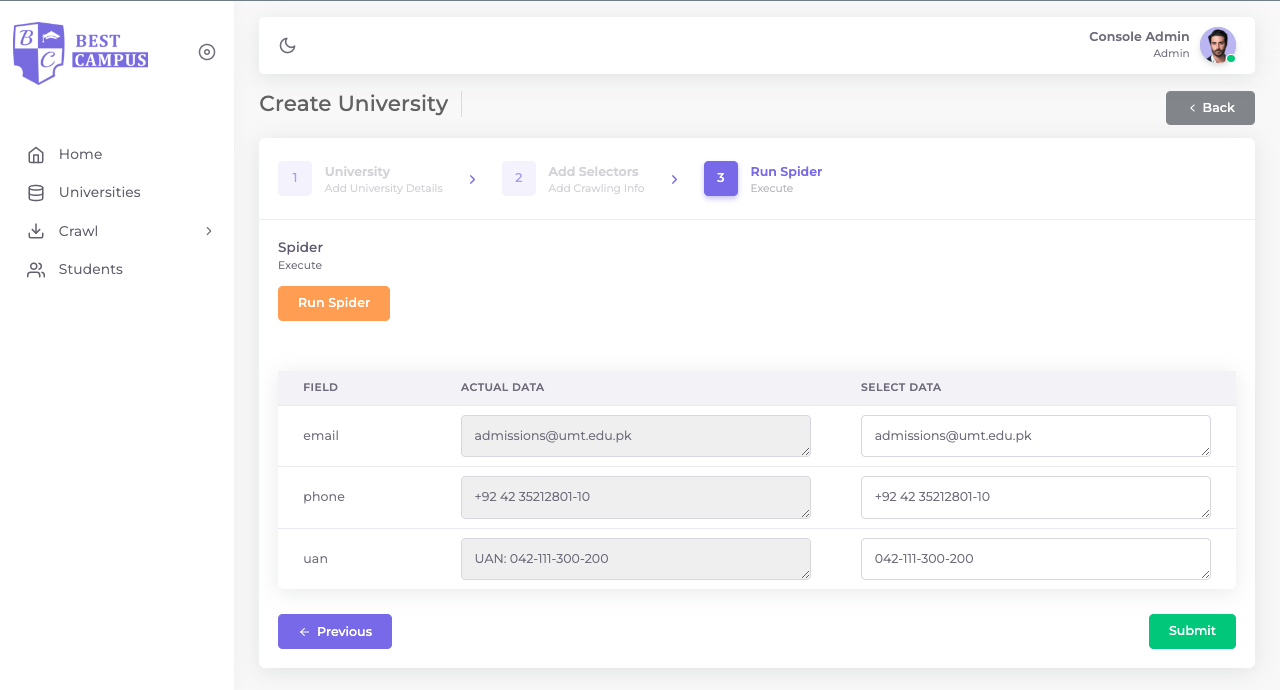 B
C
BEST
CAMPUS
Console Admin
Admin
Create University
Back
Home
Universities
Crawl
Students
1
University
Add University Details
2
Add Selectors
Add Crawling Info
3
Run Spider
Execute
Spider
Execute
Run Spider
FIELD ACTUAL DATA SELECT DATA
email admissions@umt.edu.pk admissions@umt.edu.pk
phone +92 42 35212801-10 +92 42 35212801-10
uan UAN: 042-111-300-200 042-111-300-200
Previous
Submit